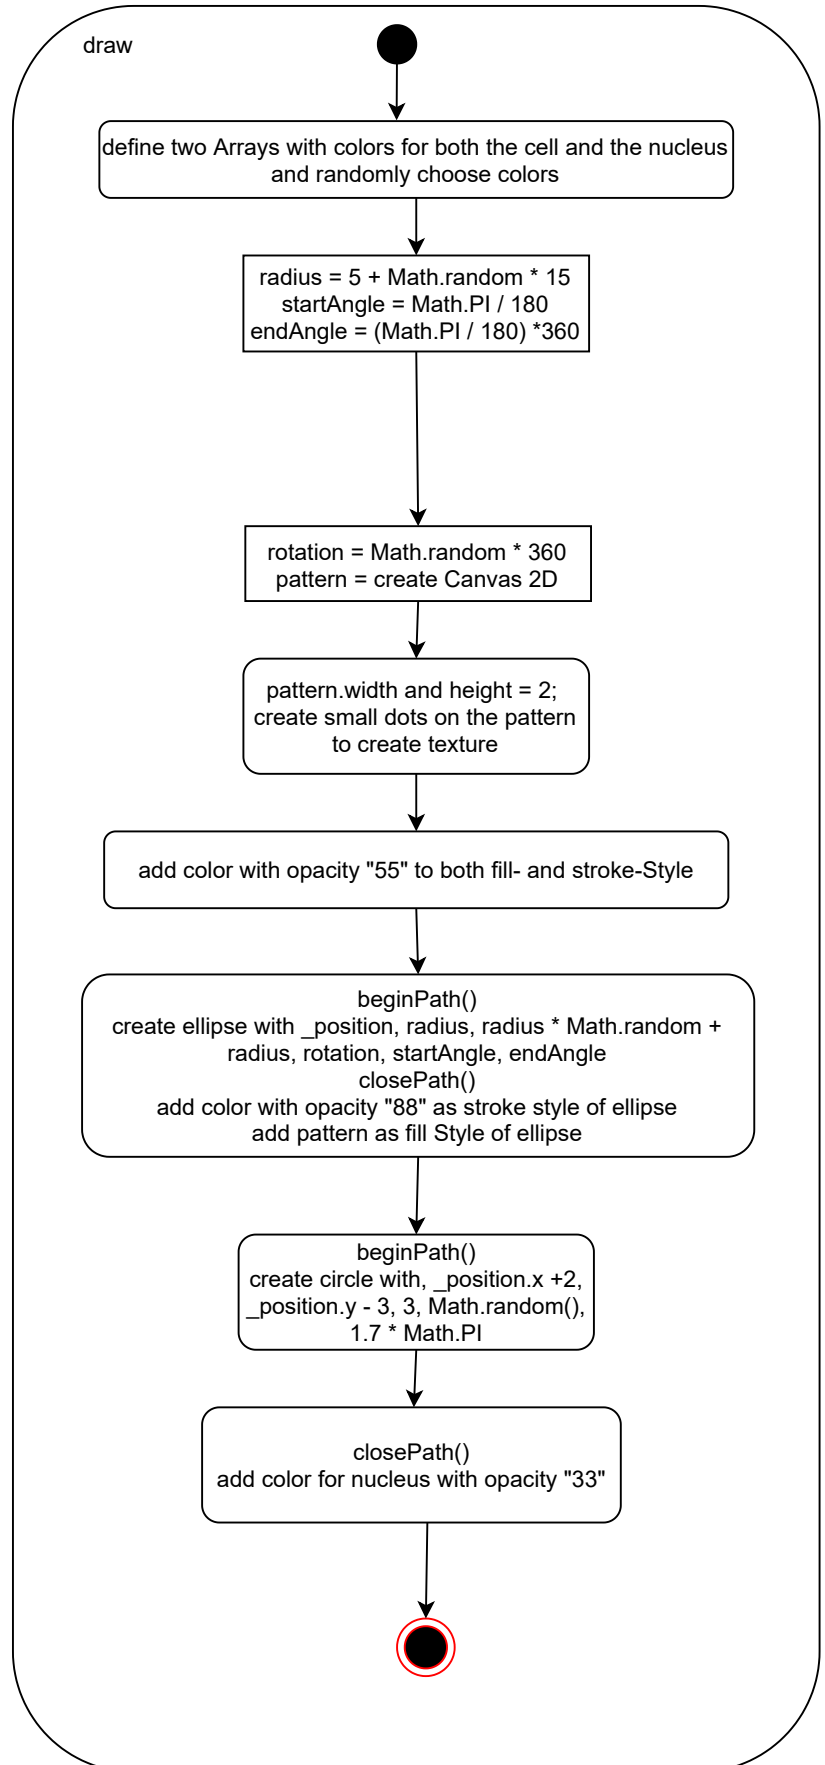 draw
define two Arrays with colors for both the cell and the nucleus
and randomly choose colors
radius = 5 + Math.random * 15
startAngle = Math.PI / 180
endAngle = (Math.PI / 180) *360
rotation = Math.random * 360
pattern = create Canvas 2D
pattern.width and height = 2;
create small dots on the pattern
to create texture
add color with opacity "55" to both fill- and stroke-Style
beginPath()
create ellipse with _position, radius, radius * Math.random +
radius, rotation, startAngle, endAngle
closePath()
add color with opacity "88" as stroke style of ellipse
add pattern as fill Style of ellipse
beginPath()
create circle with, _position.x +2,
_position.y - 3, 3, Math.random(),
1.7 * Math.PI
closePath()
add color for nucleus with opacity "33"